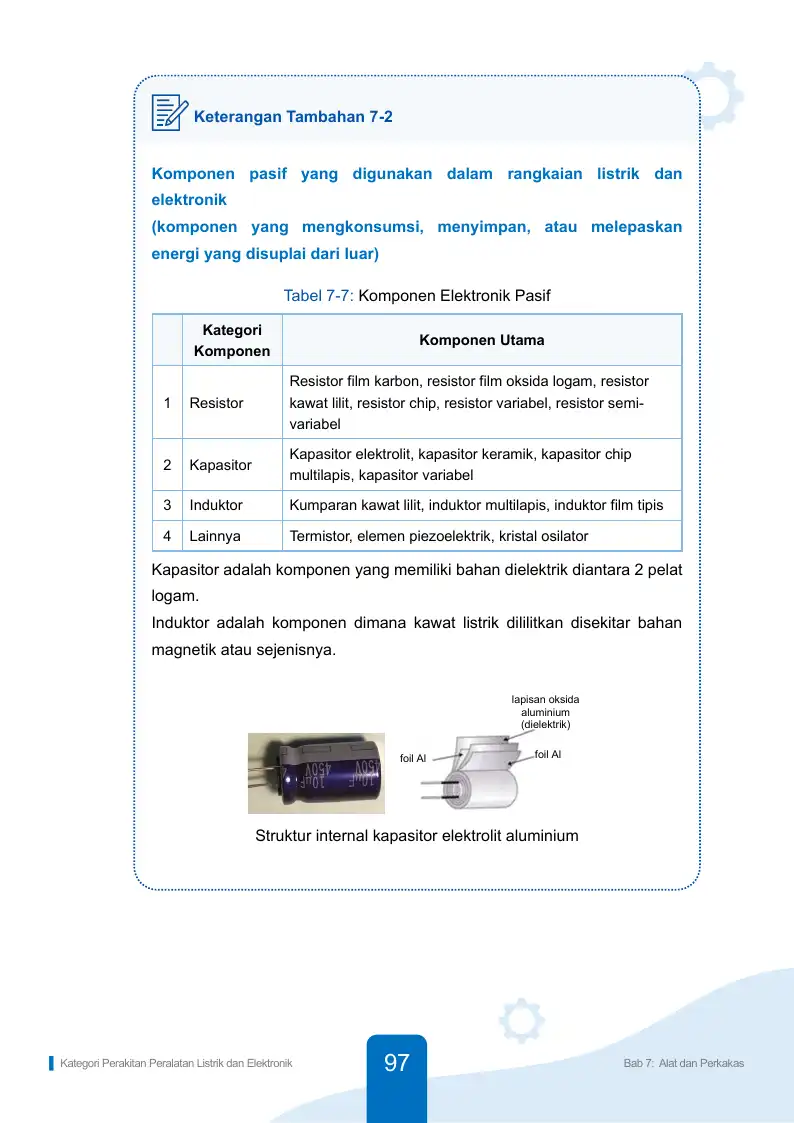 Keterangan Tambahan 7-2
Komponen pasif yang digunakan dalam rangkaian listrik dan
elektronik
(komponen yang mengkonsumsi, menyimpan, atau melepaskan
energi yang disuplai dari luar)
Tabel 7-7: Komponen Elektronik Pasif
Kategori
Komponen
Komponen Utama
1 Resistor
Resistor film karbon, resistor film oksida logam, resistor
kawat lilit, resistor chip, resistor variabel, resistor semi-
variabel
2 Kapasitor
Kapasitor elektrolit, kapasitor keramik, kapasitor chip
multilapis, kapasitor variabel
3 Induktor Kumparan kawat lilit, induktor multilapis, induktor film tipis
4 Lainnya Termistor, elemen piezoelektrik, kristal osilator
Kapasitor adalah komponen yang memiliki bahan dielektrik diantara 2 pelat
logam.
Induktor adalah komponen dimana kawat listrik dililitkan disekitar bahan
magnetik atau sejenisnya.
450V 10µF
450V 10µF
lapisan oksida
aluminium
(dielektrik)
foil Al
foil Al
Struktur internal kapasitor elektrolit aluminium
Kategori Perakitan Peralatan Listrik dan Elektronik
97
Bab 7: Alat dan Perkakas